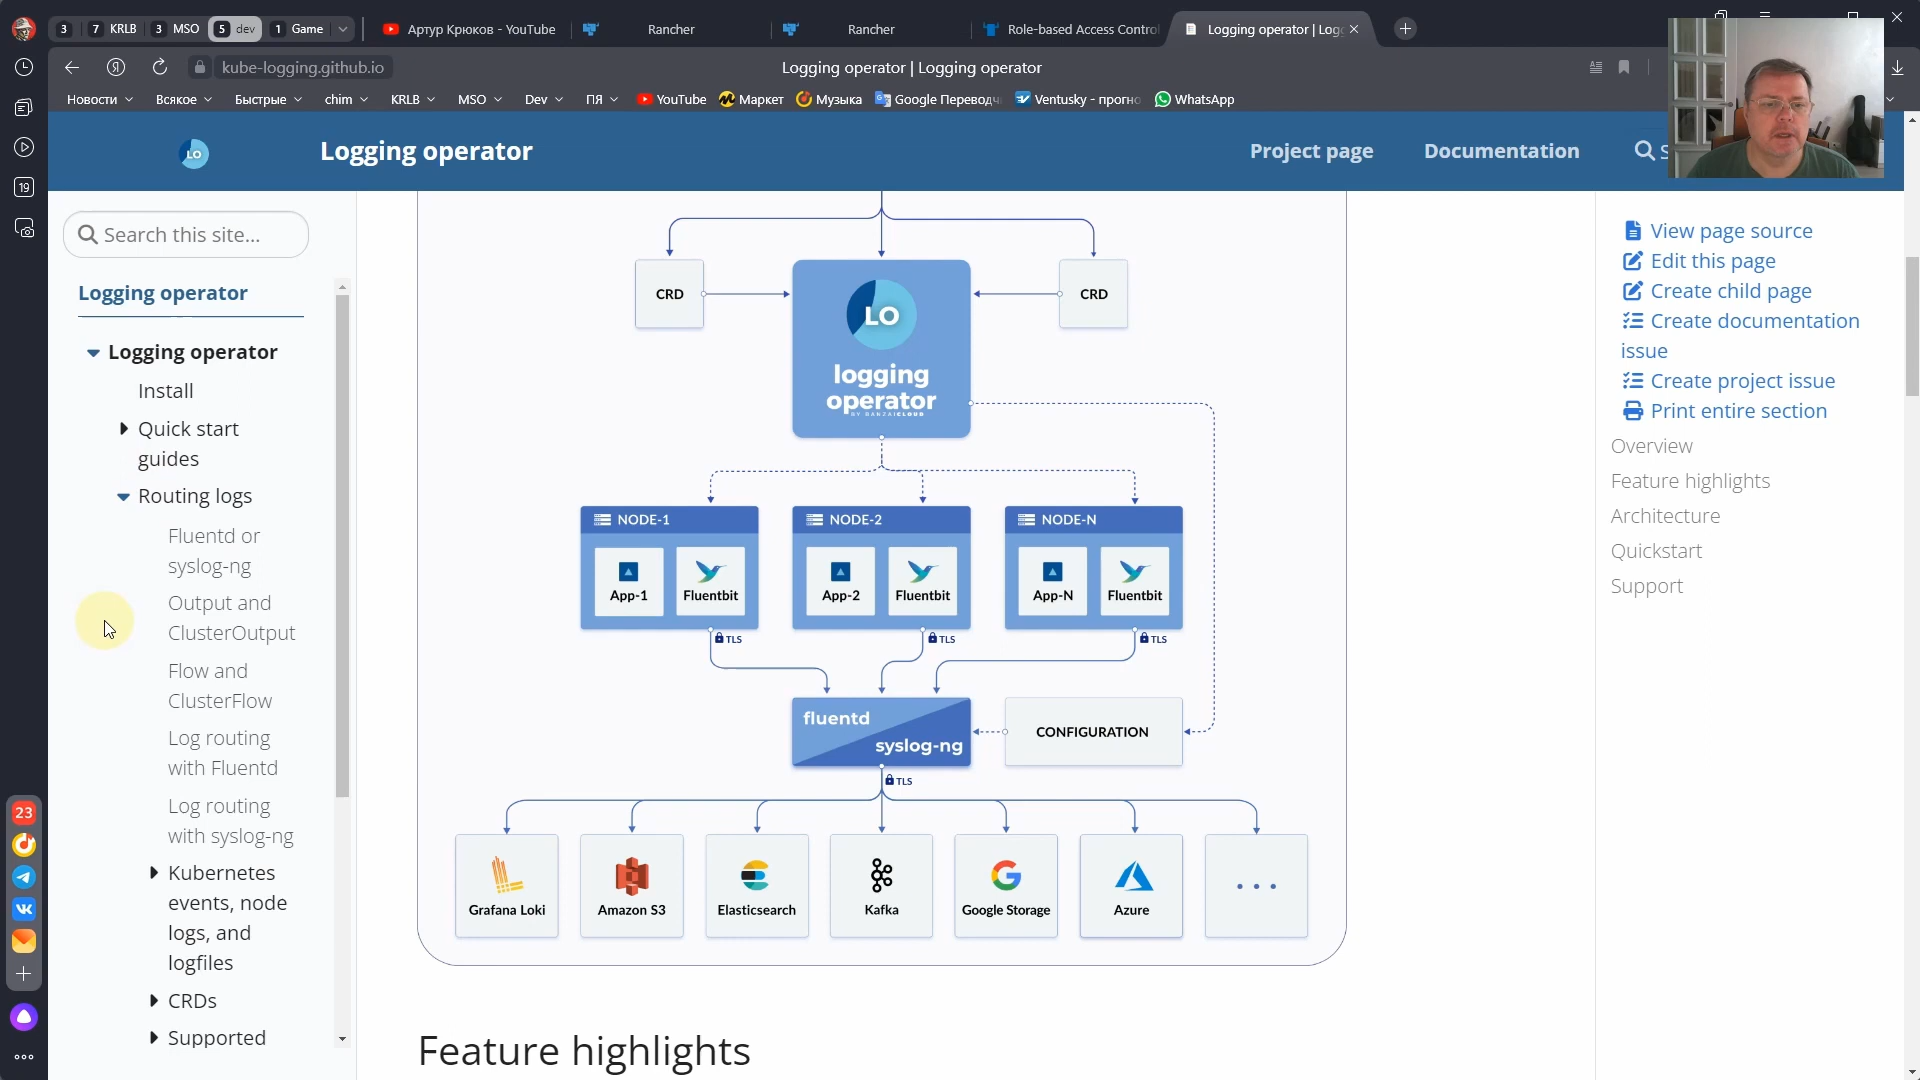 3
7 KRLB
3 MSO
5 dev
1 Game
Артур Крюков - YouTube
Rancher
Rancher
Role-based Access Control
Logging operator | Log
kube-logging.github.io
Logging operator | Logging operator
Новости
Всякое
Быстрые
chim
KRLB
MSO
Dev
ПЯ
YouTube
Маркет
Музыка
Google Переводч
Ventusky - прогно
WhatsApp
19
LO
Logging operator
Project page
Documentation
S
Search this site...
Logging operator
Logging operator
Install
Quick start
guides
Routing logs
Fluentd or
syslog-ng
Output and
ClusterOutput
Flow and
ClusterFlow
Log routing
with Fluentd
Log routing
with syslog-ng
Kubernetes
events, node
logs, and
logfiles
CRDs
Supported
23
CRD
LO
logging
operator
BY BANZAICLOUD
CRD
NODE-1
App-1
Fluentbit
NODE-2
App-2
Fluentbit
NODE-N
App-N
Fluentbit
TLS
TLS
TLS
fluentd
syslog-ng
CONFIGURATION
TLS
Grafana Loki
Amazon S3
Elasticsearch
Kafka
Google Storage
Azure
Feature highlights
View page source
Edit this page
Create child page
Create documentation
issue
Create project issue
Print entire section
Overview
Feature highlights
Architecture
Quickstart
Support